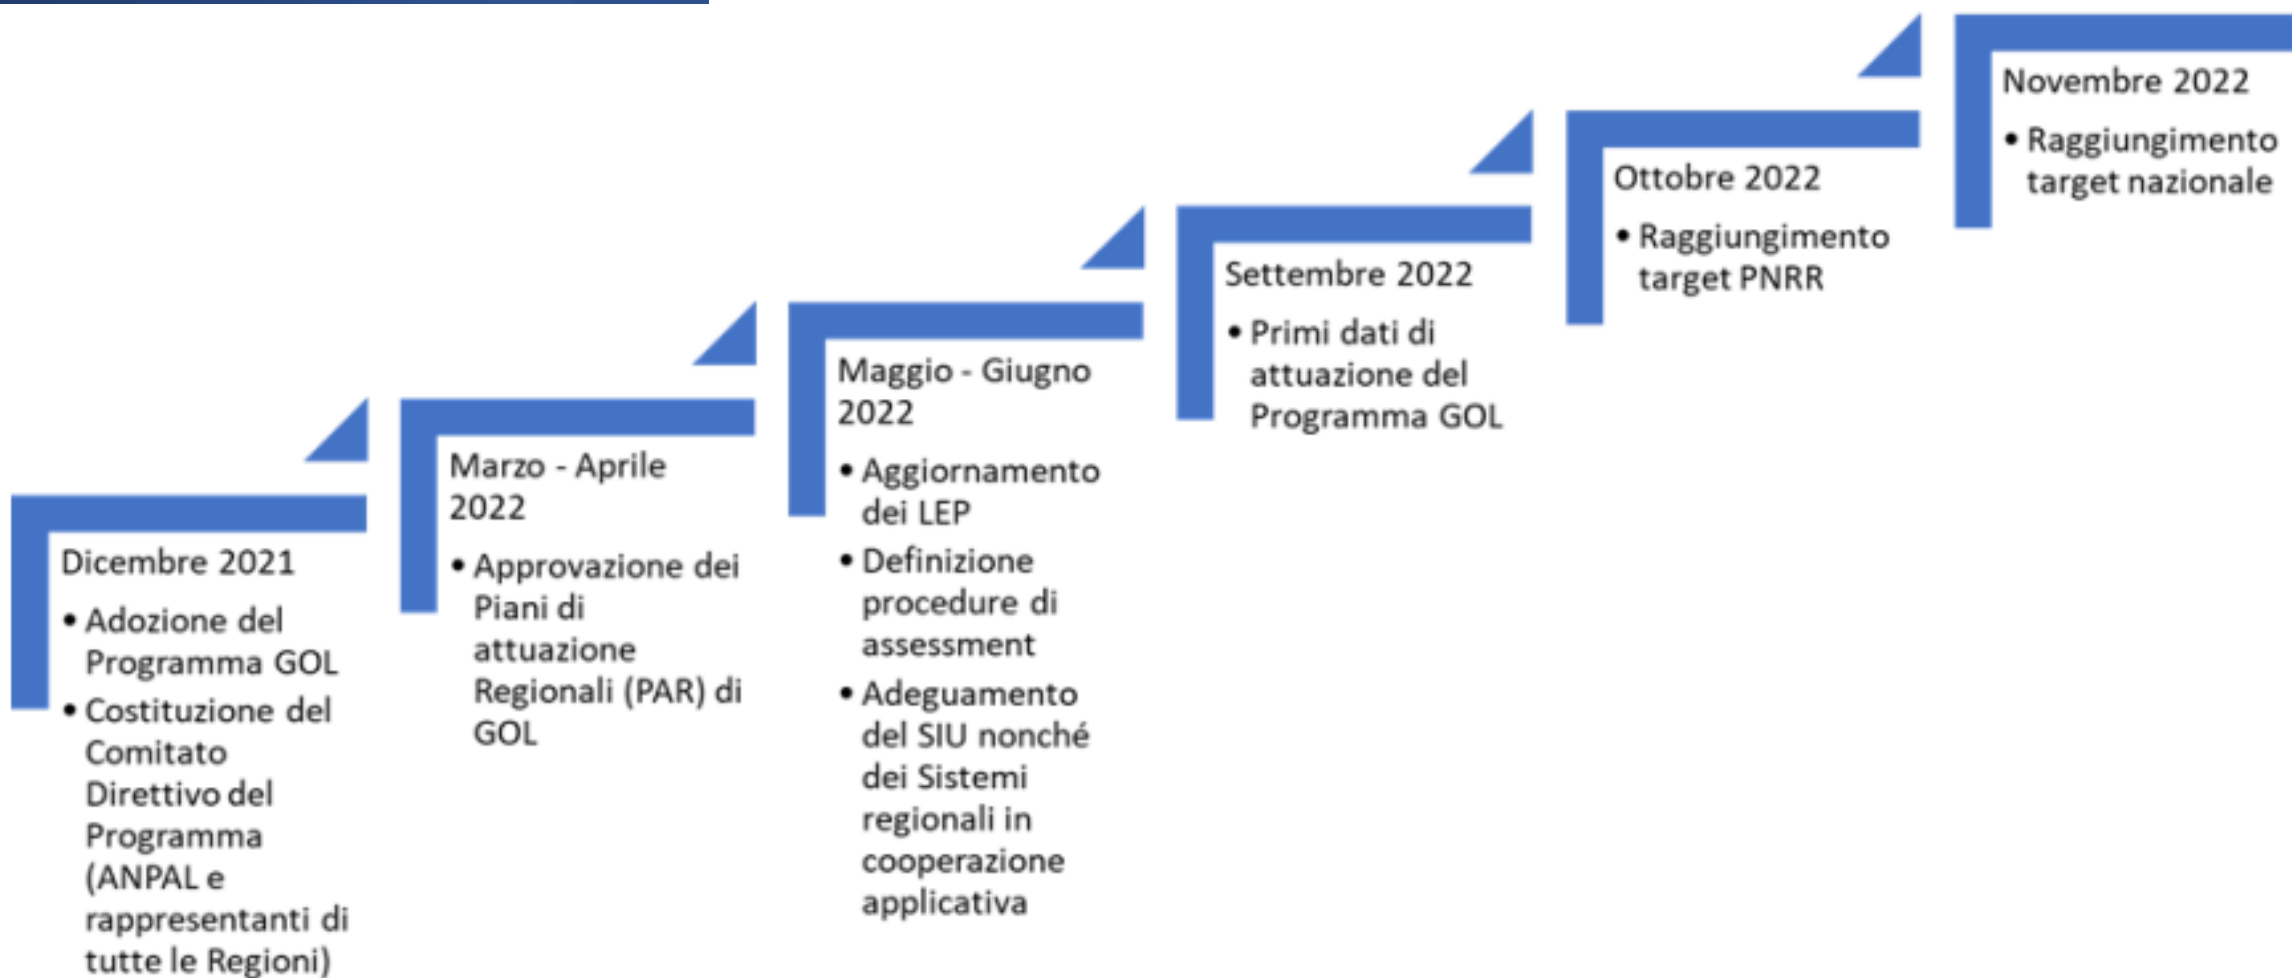 Dicembre 2021
• Adozione del
Programma GOL
• Costituzione del
Comitato
Direttivo del
Programma
(ANPAL e
rappresentanti di
tutte le Regioni)
Marzo - Aprile
2022
• Approvazione dei
Piani di
attuazione
Regionali (PAR) di
GOL
Maggio - Giugno
2022
• Aggiornamento
dei LEP
• Definizione
procedure di
assessment
• Adeguamento
del SIU nonché
dei Sistemi
regionali in
cooperazione
applicativa
Settembre 2022
• Primi dati di
attuazione del
Programma GOL
Ottobre 2022
• Raggiungimento
target PNRR
Novembre 2022
• Raggiungimento
target nazionale